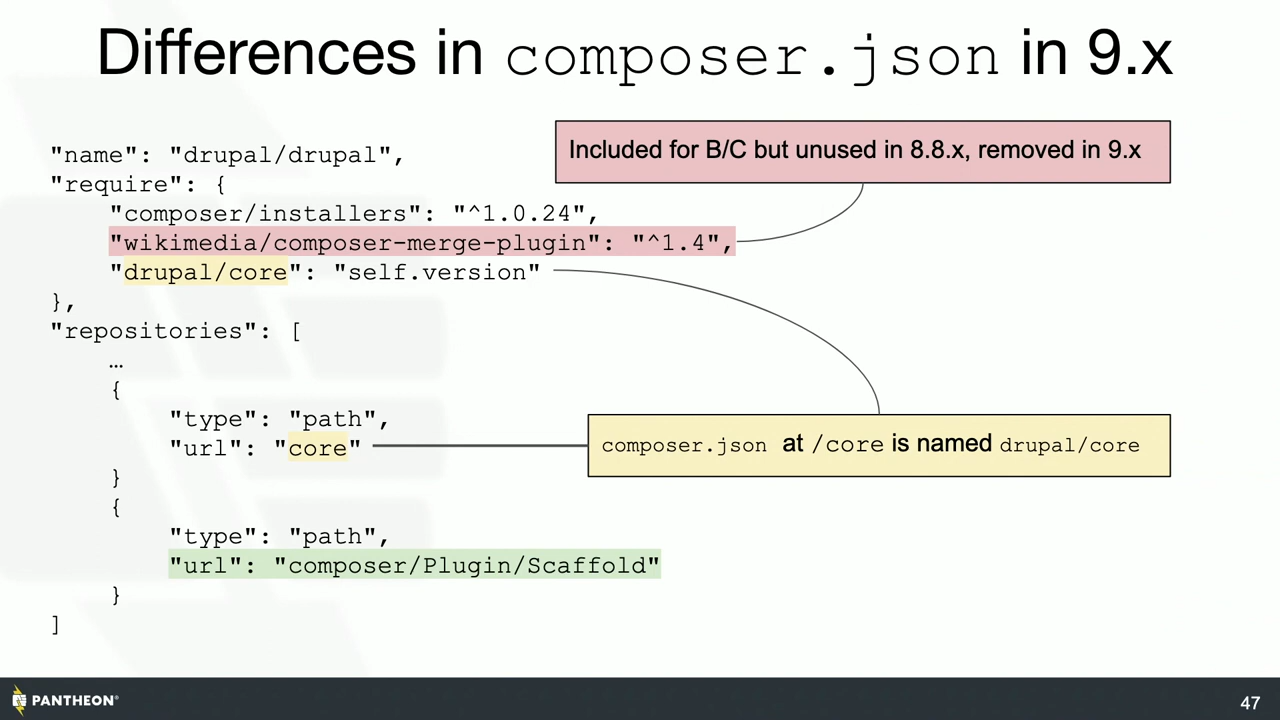 Differences in composer.json in 9.x
Included for B/C but unused in 8.8.x, removed in 9.x
"name": "drupal/drupal",
"require": {
"composer/installers": "^1.0.24",
"wikimedia/composer-merge-plugin": "^1.4",
"drupal/core": "self.version"
},
"repositories": [
…
{
"type": "path",
"url": "core"
composer.json at /core is named drupal/core
}
{
"type": "path",
"url": "composer/Plugin/Scaffold"
}
]
PANTHEON®
47